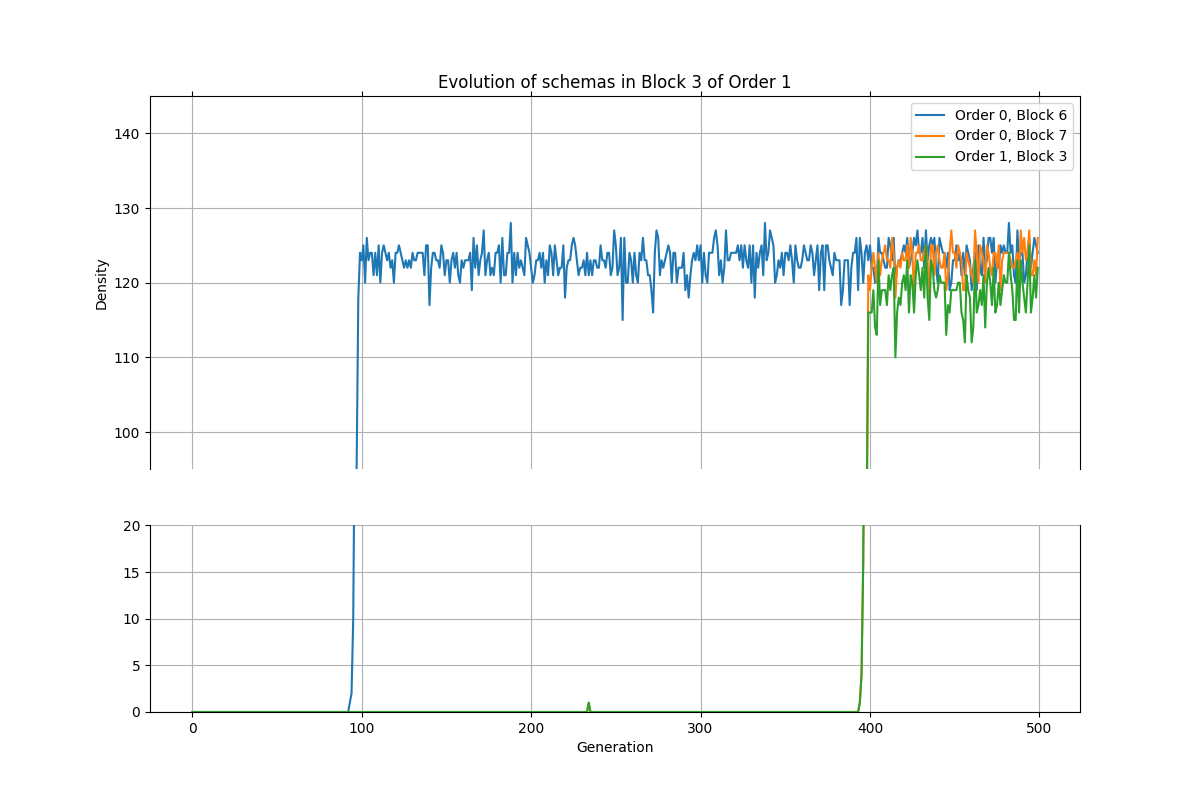 Evolution of schemas in Block 3 of Order 1
Order 0, Block 6
Order 0, Block 7
Order 1, Block 3
140
130
120
110
100
Density
20
15
10
5
0
0 100 200 300 400 500
Generation